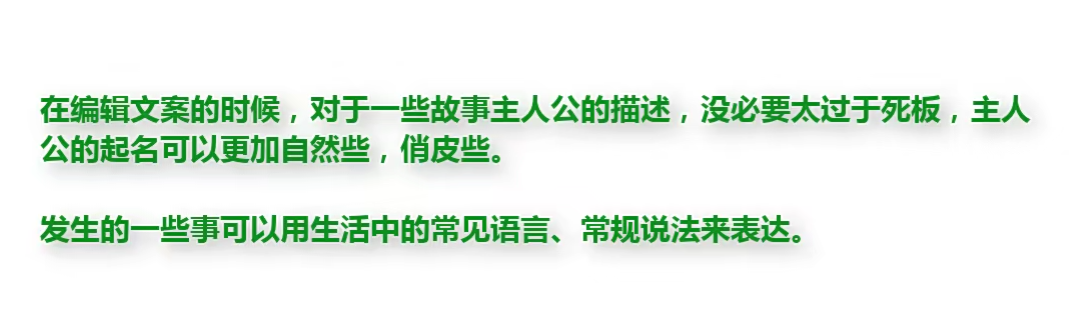 在编辑文案的时候，对于一些故事主人公的描述，没必要太过于死板，主人
公的起名可以更加自然些，俏皮些。
发生的一些事可以用生活中的常见语言、常规说法来表达。